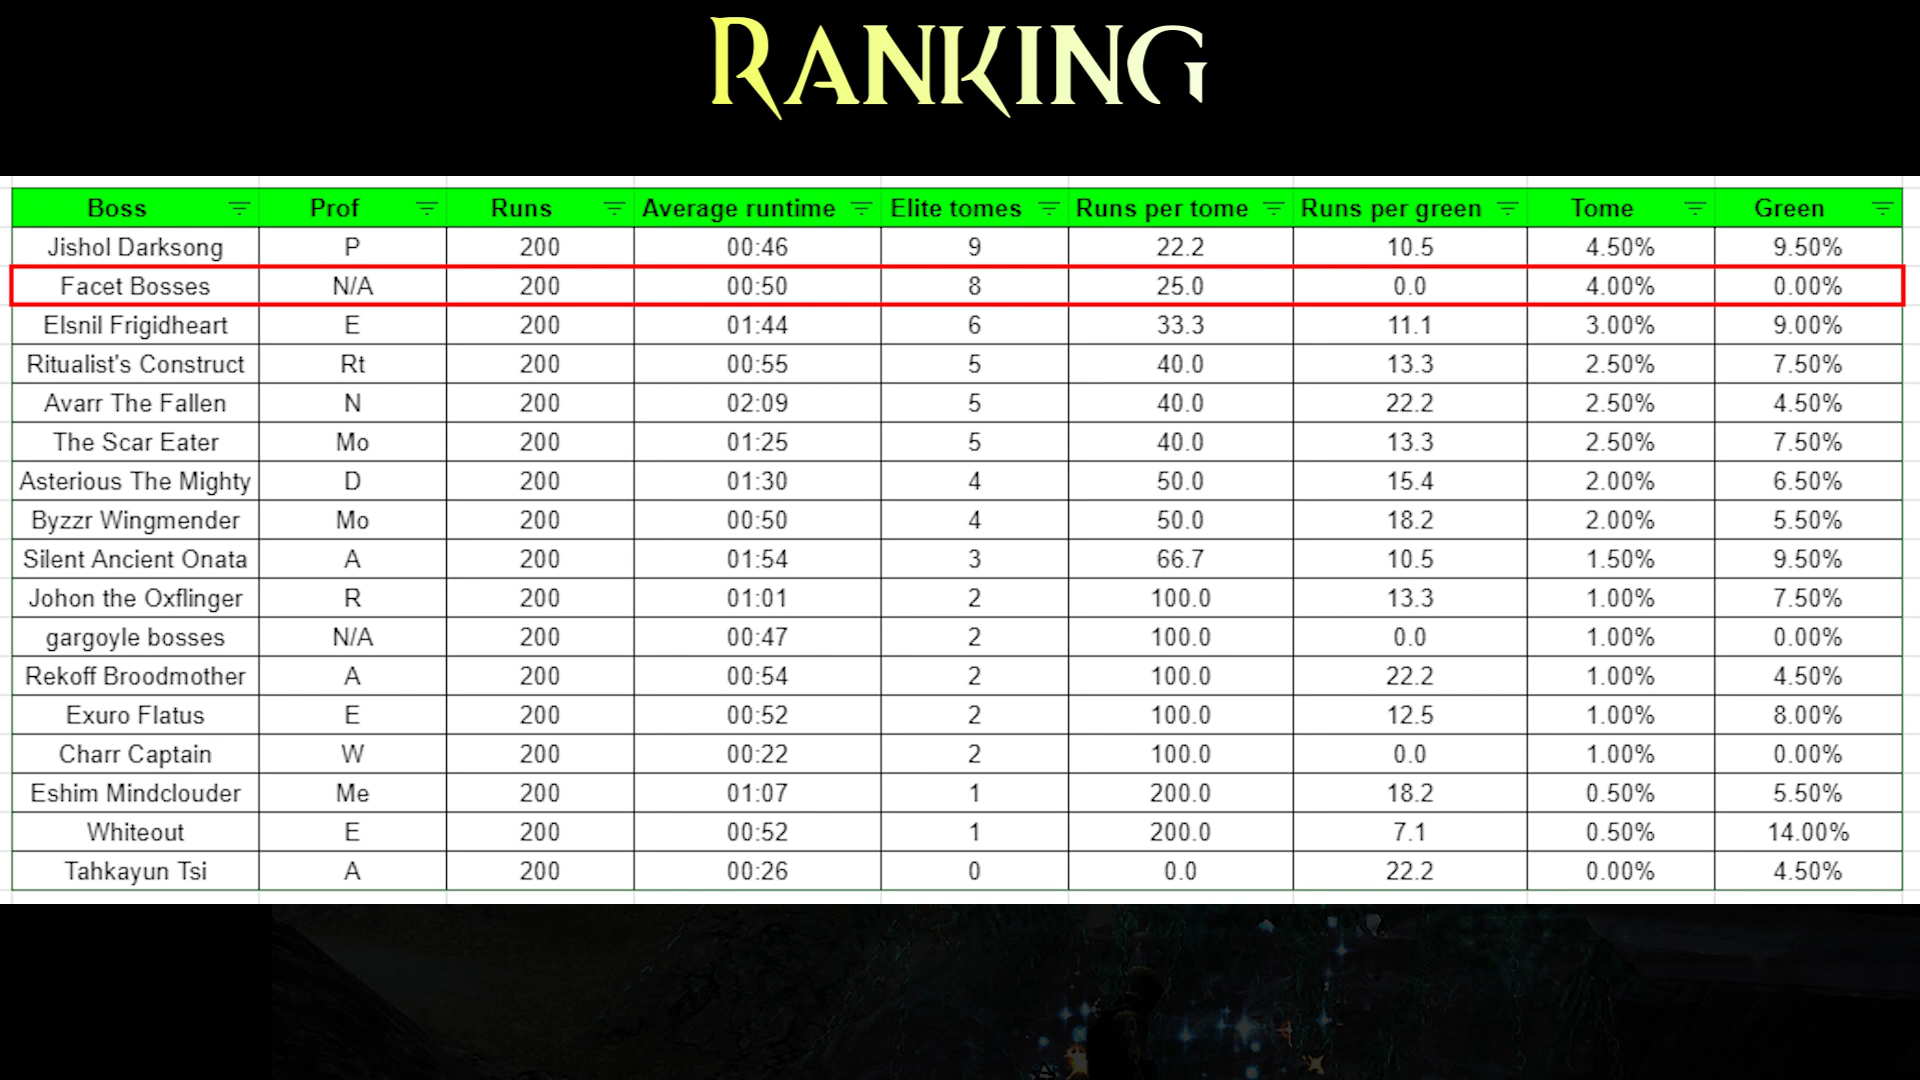 RANKING
Boss Prof Runs Average runtime Elite tomes Runs per tome Runs per green Tome Green
Jishol Darksong P 200 00:46 9 22.2 10.5 4.50% 9.50%
Facet Bosses N/A 200 00:50 8 25.0 0.0 4.00% 0.00%
Elsnil Frigidheart E 200 01:44 6 33.3 11.1 3.00% 9.00%
Ritualist's Construct Rt 200 00:55 5 40.0 13.3 2.50% 7.50%
Avarr The Fallen N 200 02:09 5 40.0 22.2 2.50% 4.50%
The Scar Eater Mo 200 01:25 5 40.0 13.3 2.50% 7.50%
Asterious The Mighty D 200 01:30 4 50.0 15.4 2.00% 6.50%
Byzzr Wingmender Mo 200 00:50 4 50.0 18.2 2.00% 5.50%
Silent Ancient Onata A 200 01:54 3 66.7 10.5 1.50% 9.50%
Johon the Oxflinger R 200 01:01 2 100.0 13.3 1.00% 7.50%
gargoyle bosses N/A 200 00:47 2 100.0 0.0 1.00% 0.00%
Rekoff Broodmother A 200 00:54 2 100.0 22.2 1.00% 4.50%
Exuro Flatus E 200 00:52 2 100.0 12.5 1.00% 8.00%
Charr Captain W 200 00:22 2 100.0 0.0 1.00% 0.00%
Eshim Mindclouder Me 200 01:07 1 200.0 18.2 0.50% 5.50%
Whiteout E 200 00:52 1 200.0 7.1 0.50% 14.00%
Tahkayun Tsi A 200 00:26 0 0.0 22.2 0.00% 4.50%